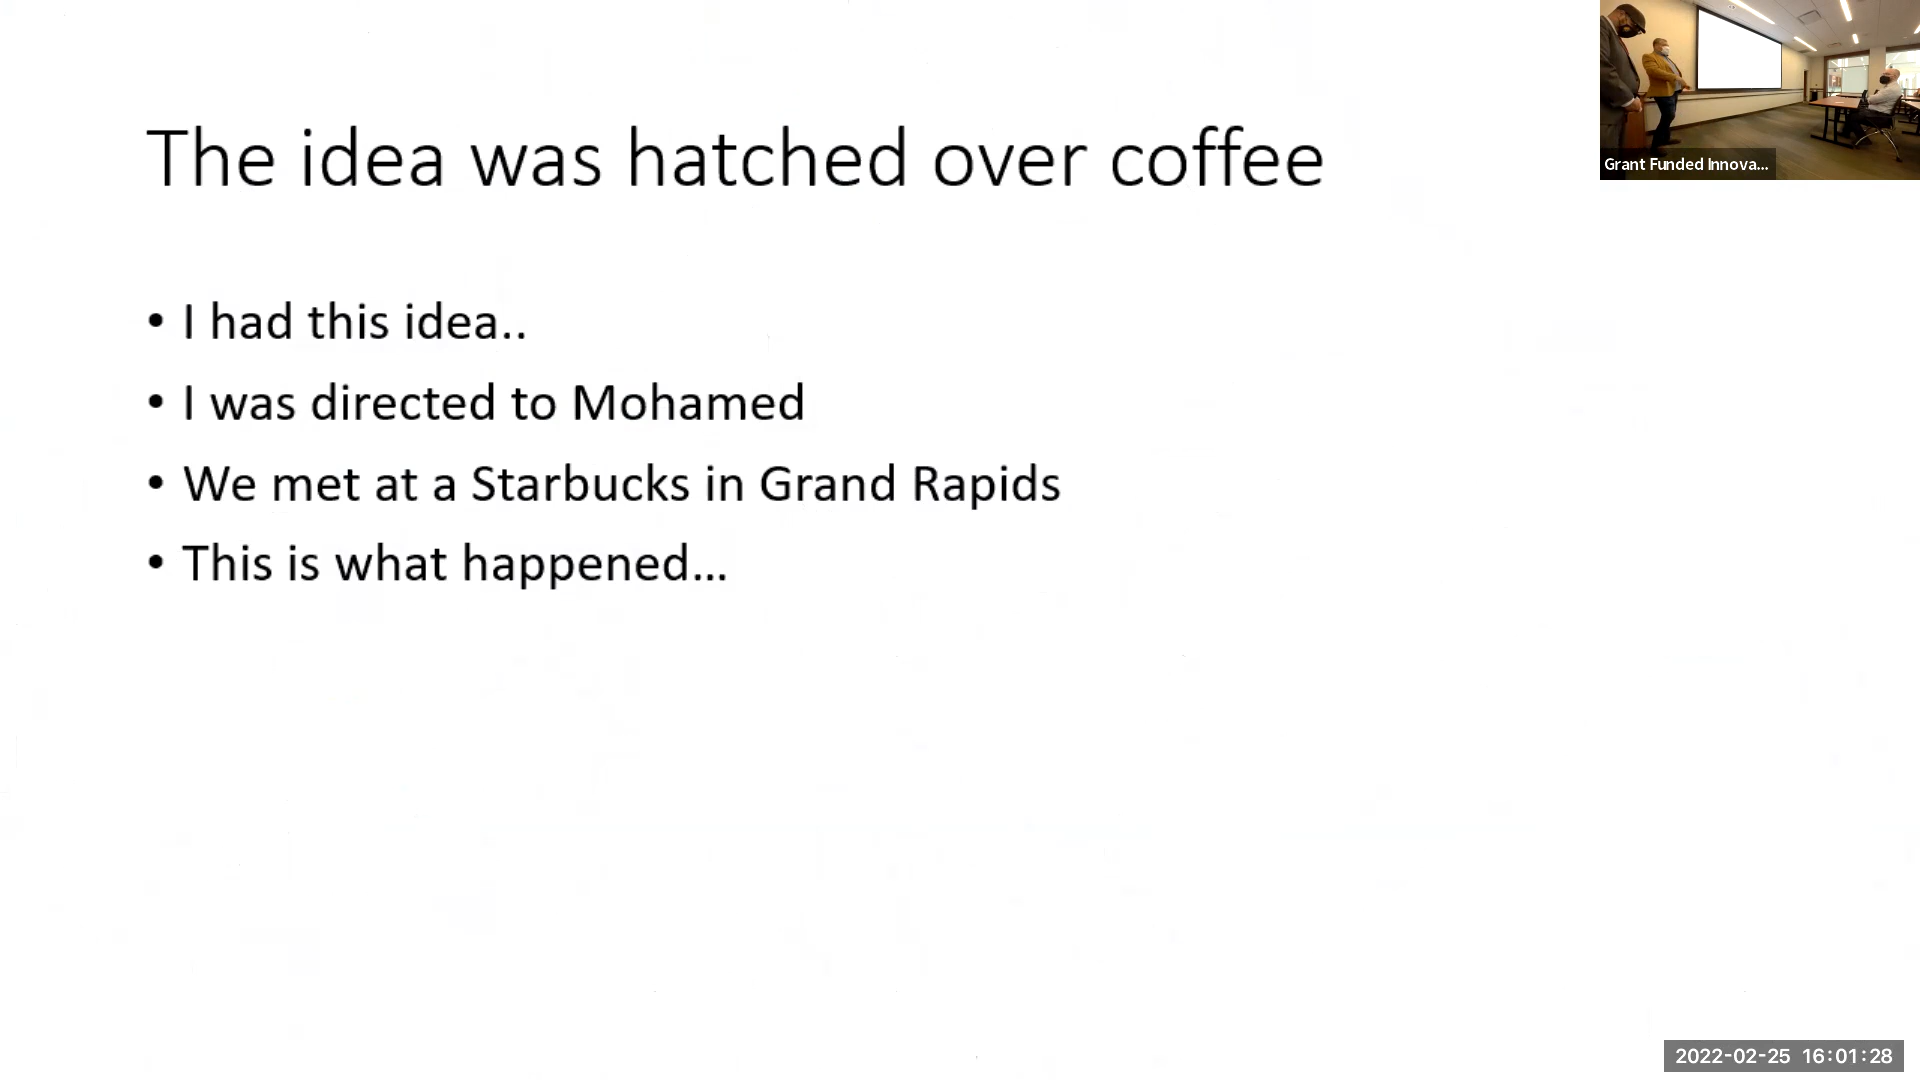 The idea was hatched over coffee
• I had this idea..
• I was directed to Mohamed
• We met at a Starbucks in Grand Rapids
• This is what happened...
Grant Funded Innova...
2022-02-25 16:01:28